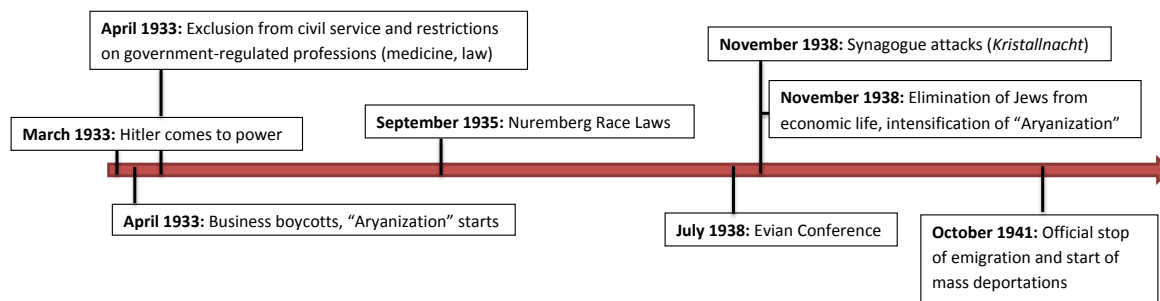 April 1933: Exclusion from civil service and restrictions
on government-regulated professions (medicine, law)
November 1938: Synagogue attacks (Kristallnacht)
November 1938: Elimination of Jews from
economic life, intensification of “Aryanization”
March 1933: Hitler comes to power
September 1935: Nuremberg Race Laws
April 1933: Business boycotts, “Aryanization” starts
July 1938: Evian Conference
October 1941: Official stop
of emigration and start of
mass deportations